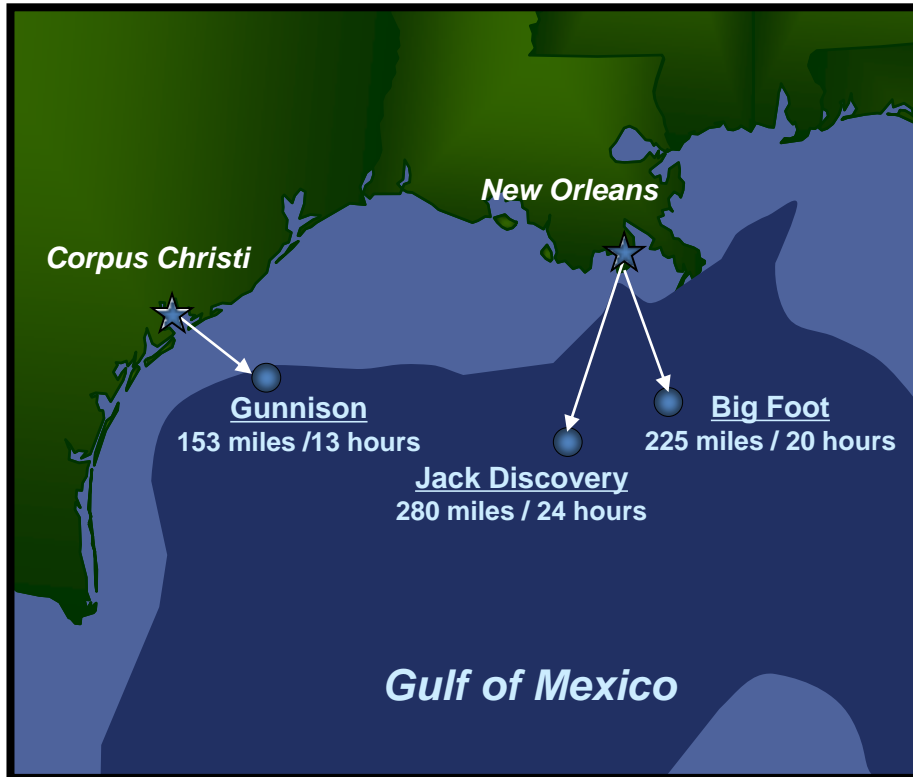 New Orleans
Corpus Christi
Gunnison
153 miles /13 hours
Big Foot
225 miles / 20 hours
Jack Discovery
280 miles / 24 hours
Gulf of Mexico